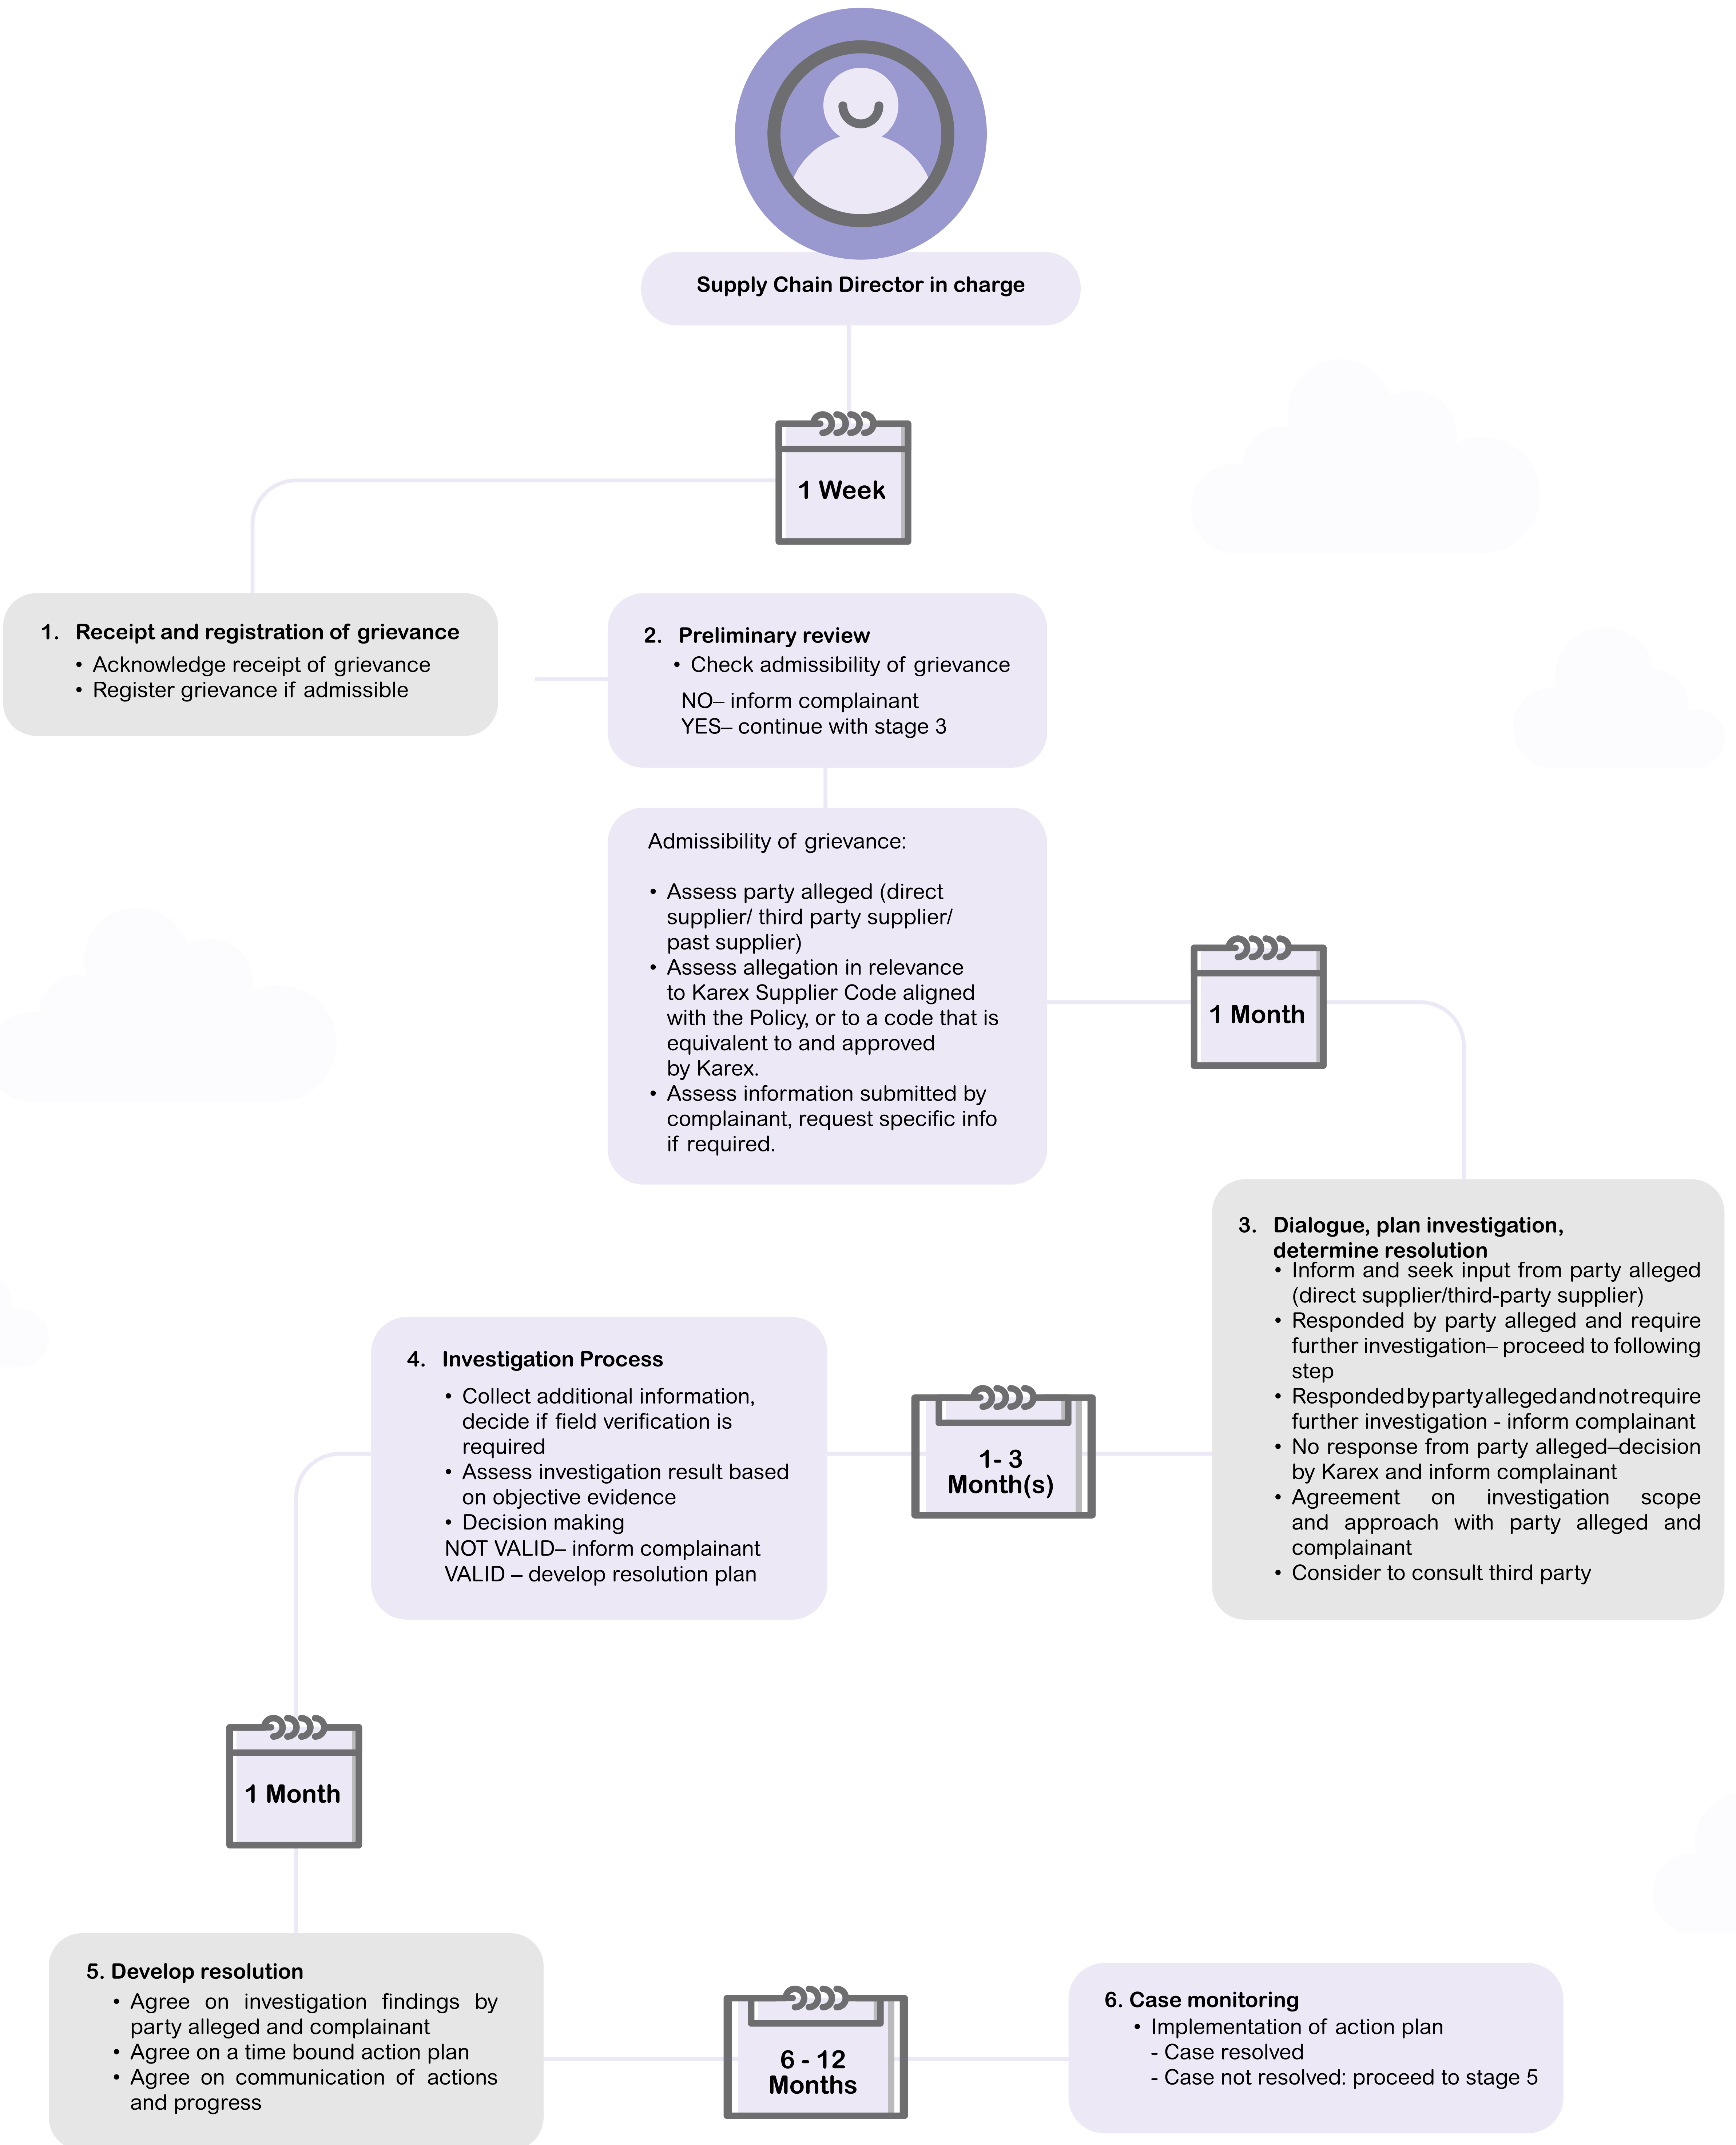 Supply Chain Director in charge
1 Week
1. Receipt and registration of grievance
• Acknowledge receipt of grievance
• Register grievance if admissible
2. Preliminary review
• Check admissibility of grievance
NO– inform complainant
YES– continue with stage 3
Admissibility of grievance:
• Assess party alleged (direct
supplier/ third party supplier/
past supplier)
• Assess allegation in relevance
to Karex Supplier Code aligned
with the Policy, or to a code that is
equivalent to and approved
by Karex.
• Assess information submitted by
complainant, request specific info
if required.
1 Month
3. Dialogue, plan investigation,
determine resolution
• Inform and seek input from party alleged
(direct supplier/third-party supplier)
• Responded by party alleged and require
further investigation– proceed to following
step
• Responded by party alleged and not require
further investigation - inform complainant
• No response from party alleged–decision
by Karex and inform complainant
• Agreement on investigation scope
and approach with party alleged and
complainant
• Consider to consult third party
1- 3
Month(s)
4. Investigation Process
• Collect additional information,
decide if field verification is
required
• Assess investigation result based
on objective evidence
• Decision making
NOT VALID– inform complainant
VALID – develop resolution plan
1 Month
5. Develop resolution
• Agree on investigation findings by
party alleged and complainant
• Agree on a time bound action plan
• Agree on communication of actions
and progress
6 - 12
Months
6. Case monitoring
• Implementation of action plan
- Case resolved
- Case not resolved: proceed to stage 5